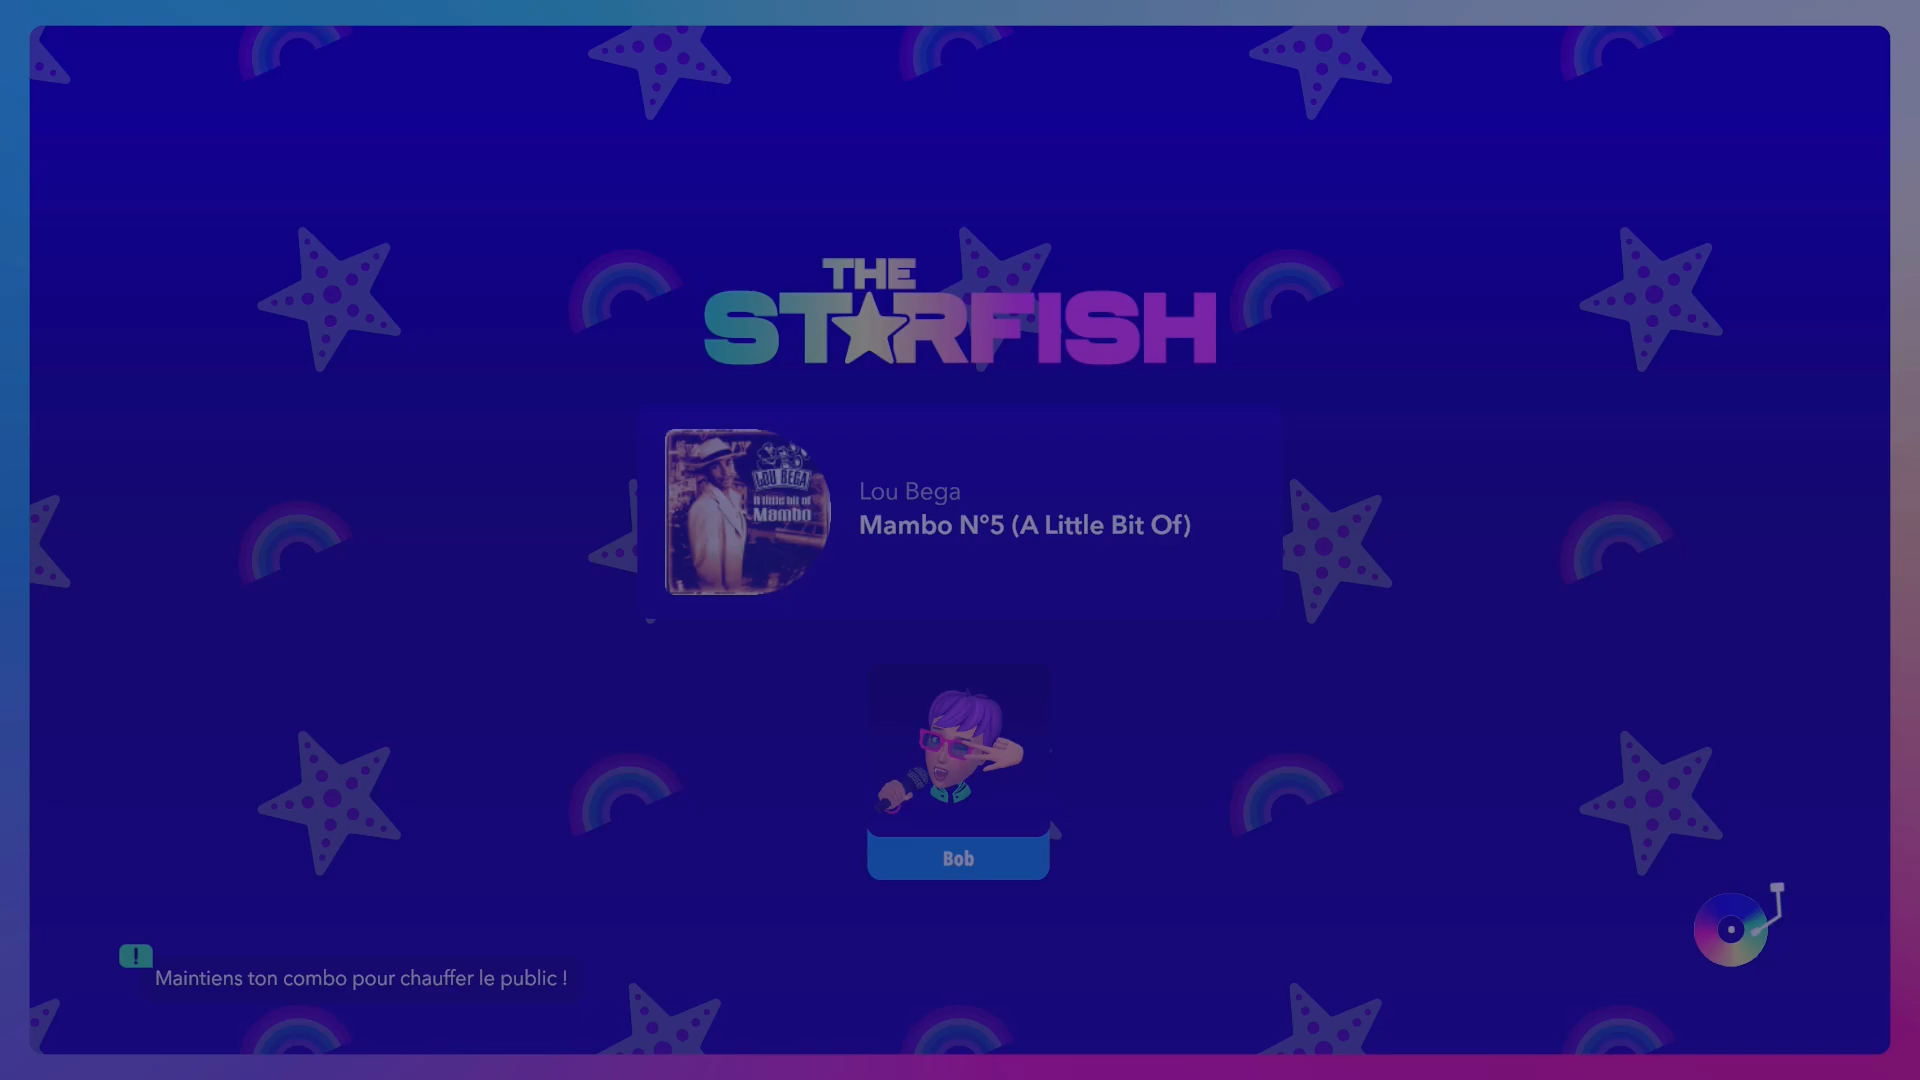 THE
STARFISH
LOU BEGA
A little bit of
Mambo
Lou Bega
Mambo N°5 (A Little Bit Of)
Bob
!
Maintiens ton combo pour chauffer le public !